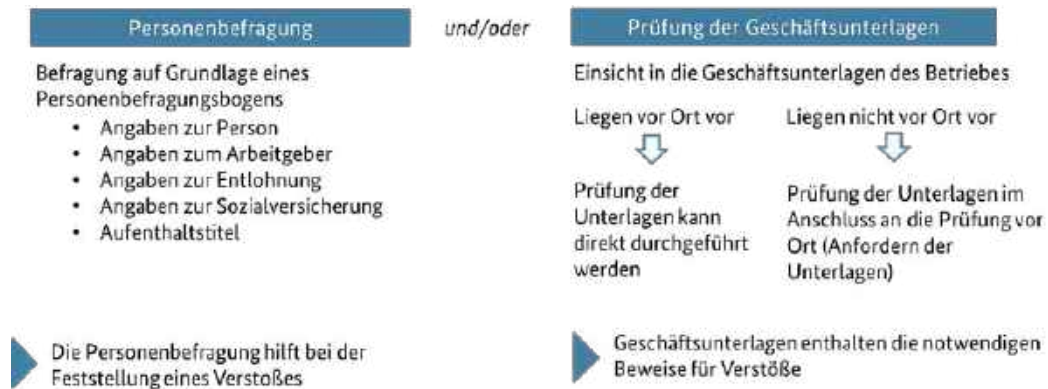 Personenbefragung
und/oder
Prüfung der Geschäftsunterlagen
Befragung auf Grundlage eines
Personenbefragungsbogens
• Angaben zur Person
• Angaben zum Arbeitgeber
• Angaben zur Entlohnung
• Angaben zur Sozialversicherung
• Aufenthaltstitel
Die Personenbefragung hilft bei der
Feststellung eines Verstoßes
Einsicht in die Geschäftsunterlagen des Betriebes
Liegen vor Ort vor
Prüfung der
Unterlagen kann
direkt durchgeführt
werden
Liegen nicht vor Ort vor
Prüfung der Unterlagen im
Anschluss an die Prüfung vor
Ort (Anfordern der
Unterlagen)
Geschäftsunterlagen enthalten die notwendigen
Beweise für Verstöße